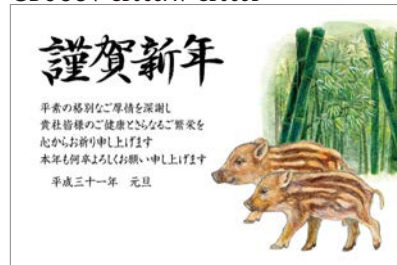 謹賀新年
平素の格別なご厚情を深謝し
貴社皆様のご健康とさらなるご繁栄を
心からお祈り申し上げます
本年も何卒よろしくお願い申し上げます
平成三十一年 元旦